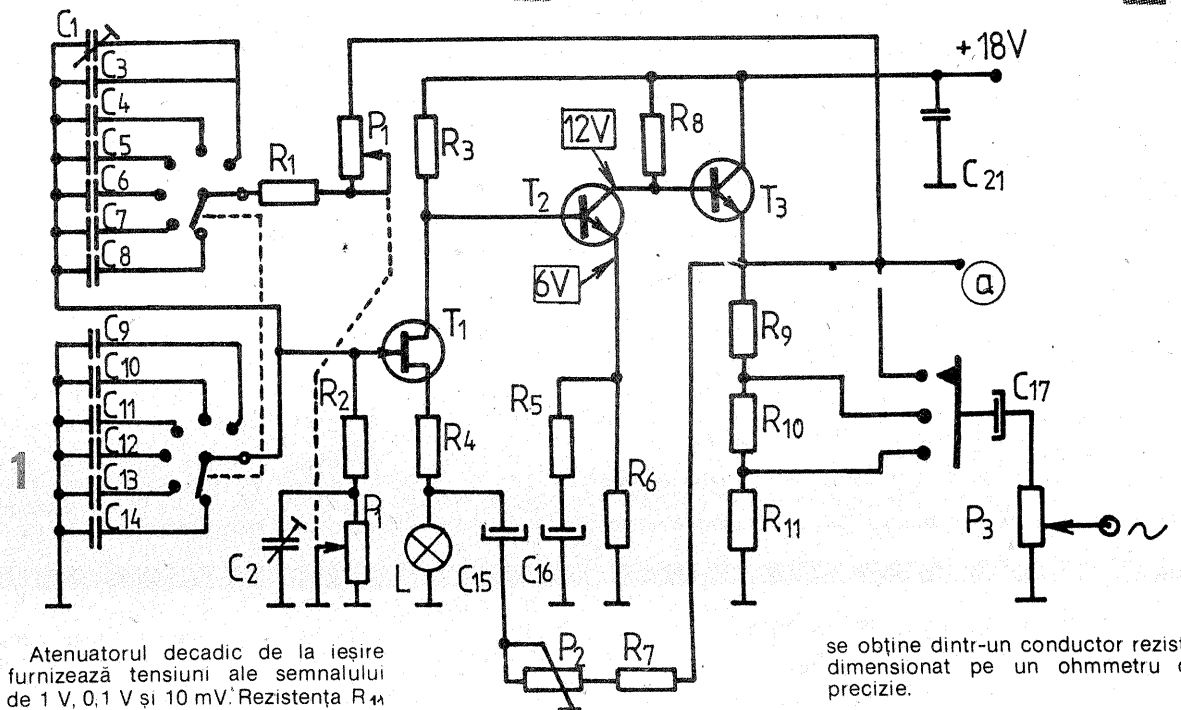 C1
C3
C4
C5
C6
C7
C8
R1
P1
R3
+18V
12V
R8
C21
T2
T3
6V
a
T1
C9
C10
C11
C12
C13
C14
R2
R4
R5
R6
R9
R10
R11
C17
P3
~
1
C2
P1
L
C15
C16
P2
R7
Atenuatorul decadic de la ieșire
furnizează tensiuni ale semnalului
de 1 V, 0,1 V și 10 mV. Rezistența R11
se obține dintr-un conductor rezist
dimensionat pe un ohmmetru d
precizie.